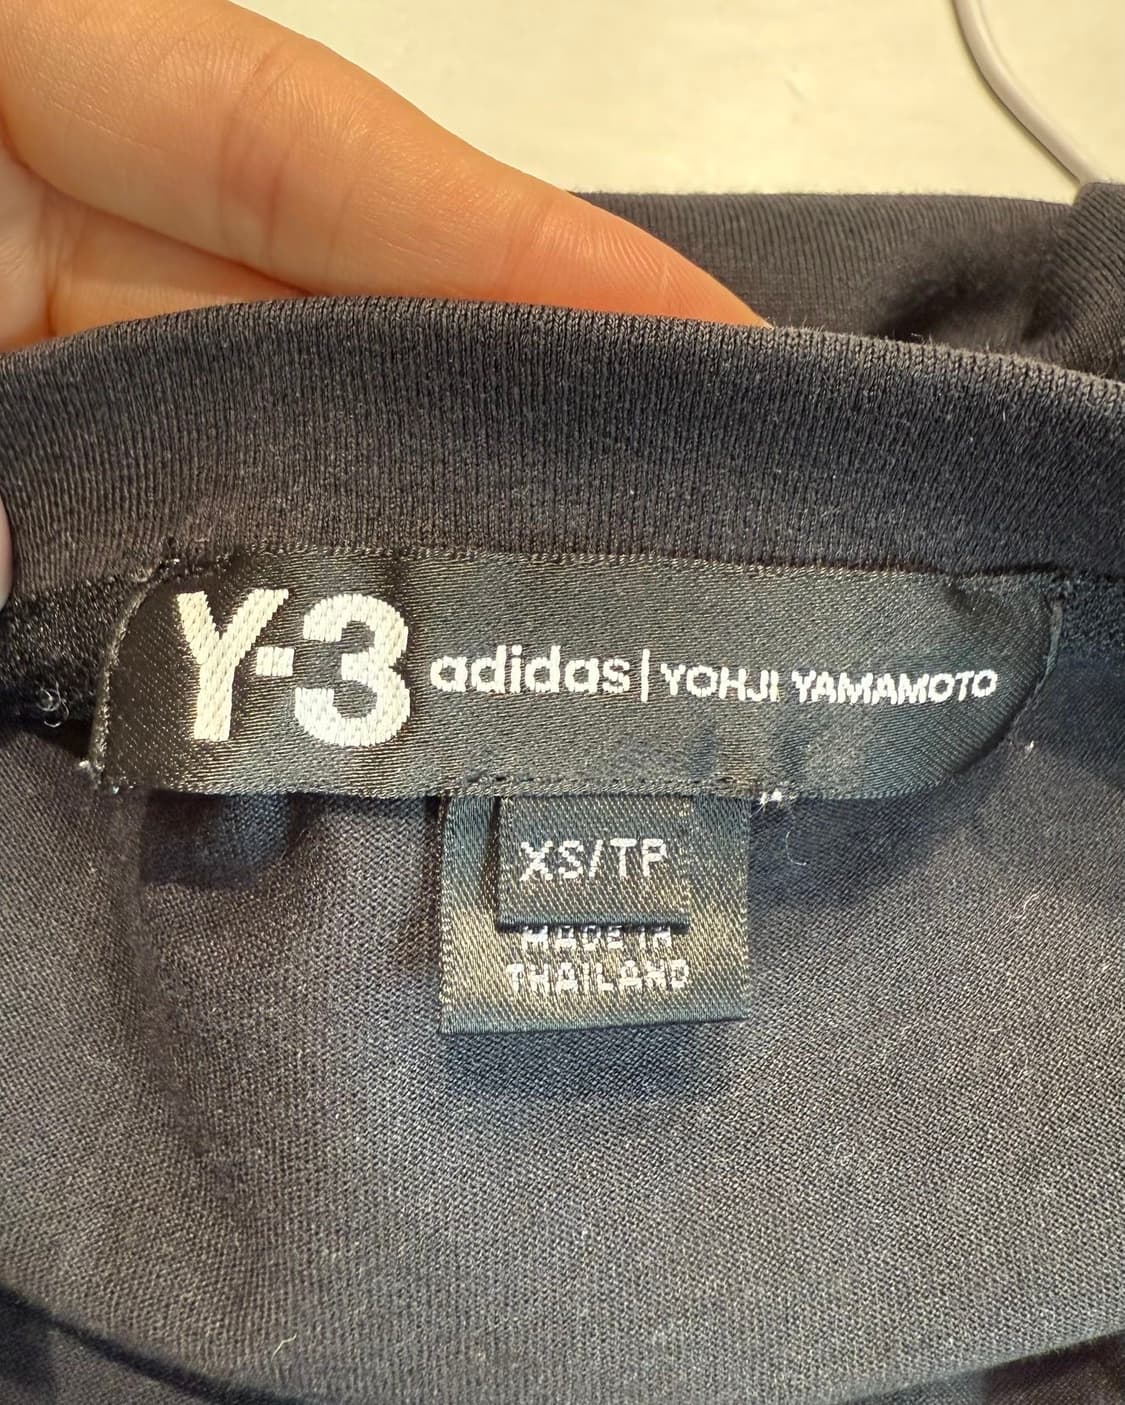 Y-3 adidas | YOHJI YAMAMOTO
XS/TP
MADE IN
THAILAND